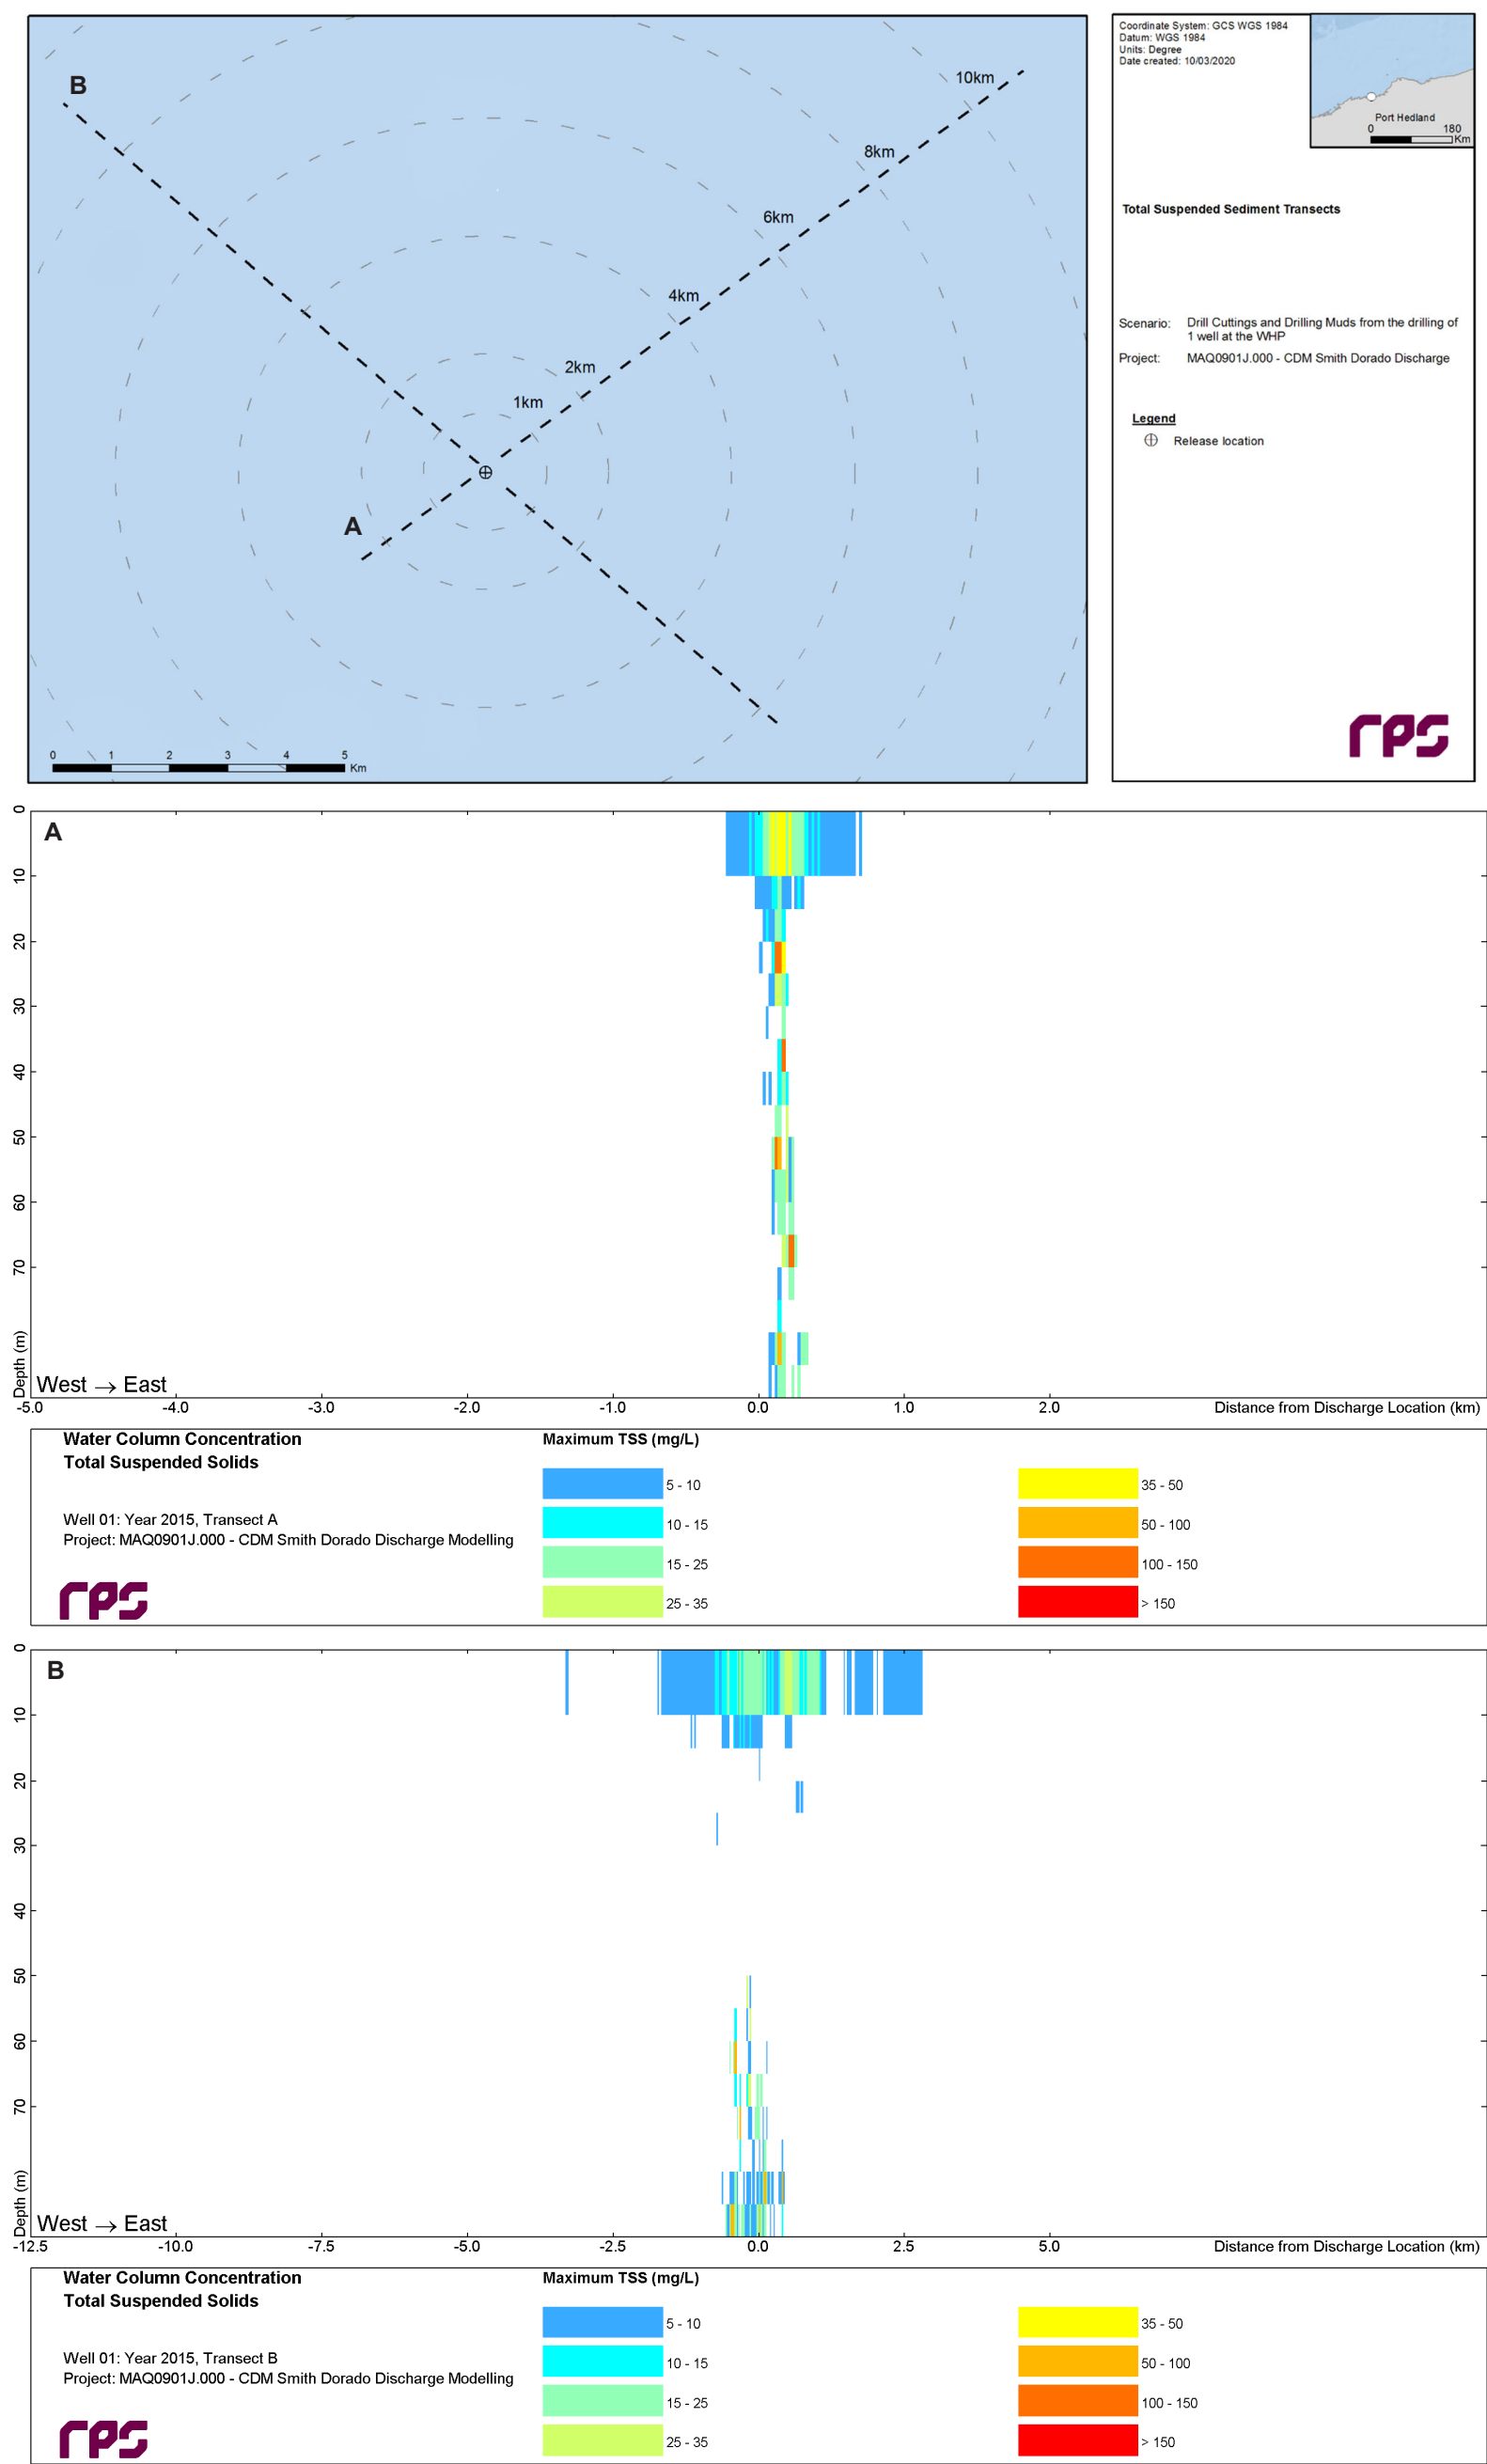 B
10km
8km
6km
4km
2km
1km
A
0 1 2 3 4 5
Km
Coordinate System: GCS WGS 1984
Datum: WGS 1984
Units: Degree
Date created: 10/03/2020
Port Hedland
0 180
Km
Total Suspended Sediment Transects
Scenario: Drill Cuttings and Drilling Muds from the drilling of
1 well at the WHP
Project: MAQ0901J.000 - CDM Smith Dorado Discharge
Legend
Release location
rps
A
0
10
20
30
40
50
60
70
Depth (m)
West → East
-5.0 -4.0 -3.0 -2.0 -1.0 0.0 1.0 2.0 Distance from Discharge Location (km)
Water Column Concentration
Total Suspended Solids
Well 01: Year 2015, Transect A
Project: MAQ0901J.000 - CDM Smith Dorado Discharge Modelling
rps
Maximum TSS (mg/L)
5 - 10
10 - 15
15 - 25
25 - 35
35 - 50
50 - 100
100 - 150
> 150
B
0
10
20
30
40
50
60
70
Depth (m)
West → East
-12.5 -10.0 -7.5 -5.0 -2.5 0.0 2.5 5.0 Distance from Discharge Location (km)
Water Column Concentration
Total Suspended Solids
Well 01: Year 2015, Transect B
Project: MAQ0901J.000 - CDM Smith Dorado Discharge Modelling
rps
Maximum TSS (mg/L)
5 - 10
10 - 15
15 - 25
25 - 35
35 - 50
50 - 100
100 - 150
> 150